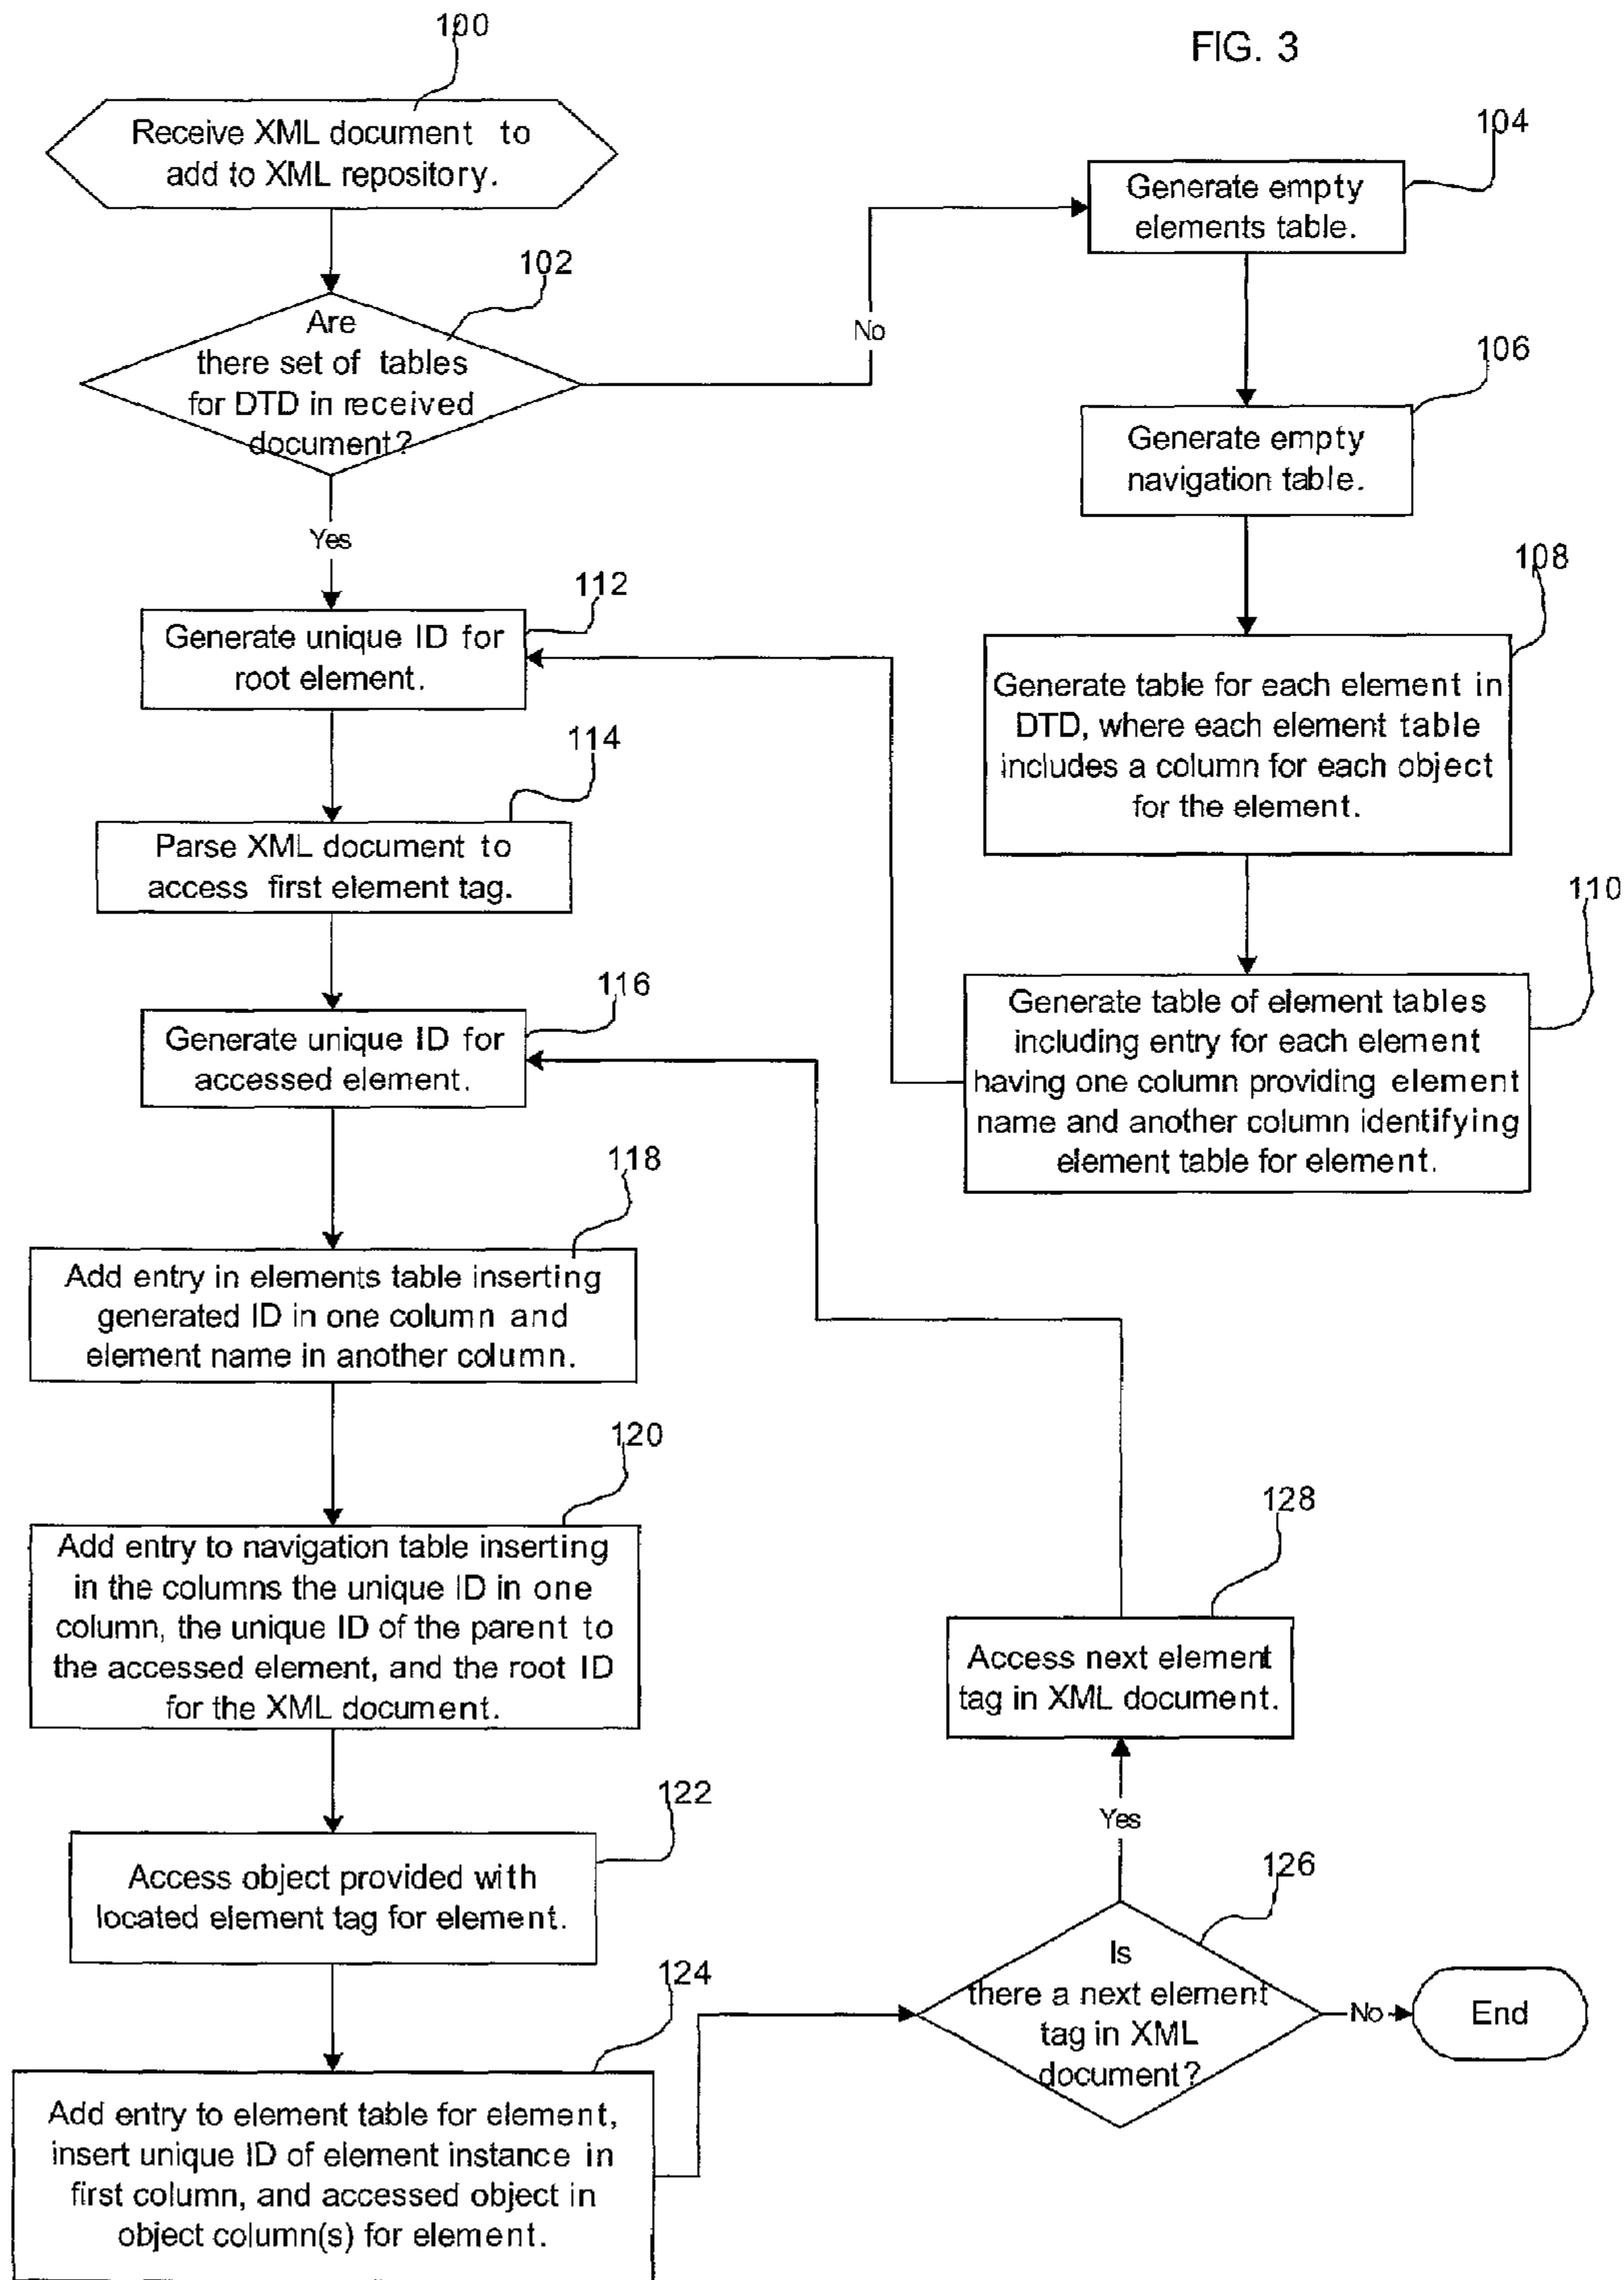 FIG. 3
100
Receive XML document to
add to XML repository.
102
Are
there set of tables
for DTD in received
document?
No
Yes
104
Generate empty
elements table.
106
Generate empty
navigation table.
108
Generate table for each element in
DTD, where each element table
includes a column for each object
for the element.
110
Generate table of element tables
including entry for each element
having one column providing element
name and another column identifying
element table for element.
112
Generate unique ID for
root element.
114
Parse XML document to
access first element tag.
116
Generate unique ID for
accessed element.
118
Add entry in elements table inserting
generated ID in one column and
element name in another column.
120
Add entry to navigation table inserting
in the columns the unique ID in one
column, the unique ID of the parent to
the accessed element, and the root ID
for the XML document.
122
Access object provided with
located element tag for element.
124
Add entry to element table for element,
insert unique ID of element instance in
first column, and accessed object in
object column(s) for element.
126
Is
there a next element
tag in XML
document?
No
End
Yes
128
Access next element
tag in XML document.